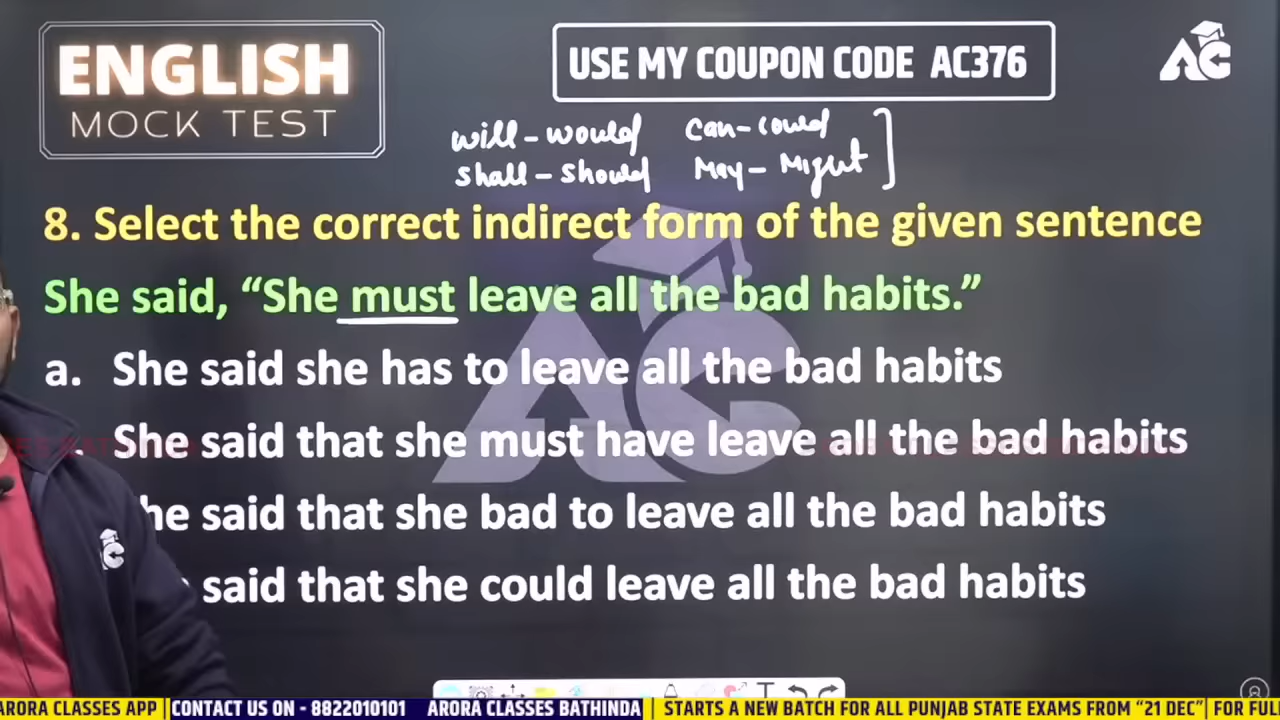 ENGLISH
MOCK TEST
USE MY COUPON CODE AC376
AC
will - would can - could
shall - should May - Might
8. Select the correct indirect form of the given sentence
She said, “She must leave all the bad habits.”
a. She said she has to leave all the bad habits
She said that she must have leave all the bad habits
he said that she bad to leave all the bad habits
said that she could leave all the bad habits
ARORA CLASSES APP CONTACT US ON - 8822010101 ARORA CLASSES BATHINDA STARTS A NEW BATCH FOR ALL PUNJAB STATE EXAMS FROM “21 DEC” FOR FUL